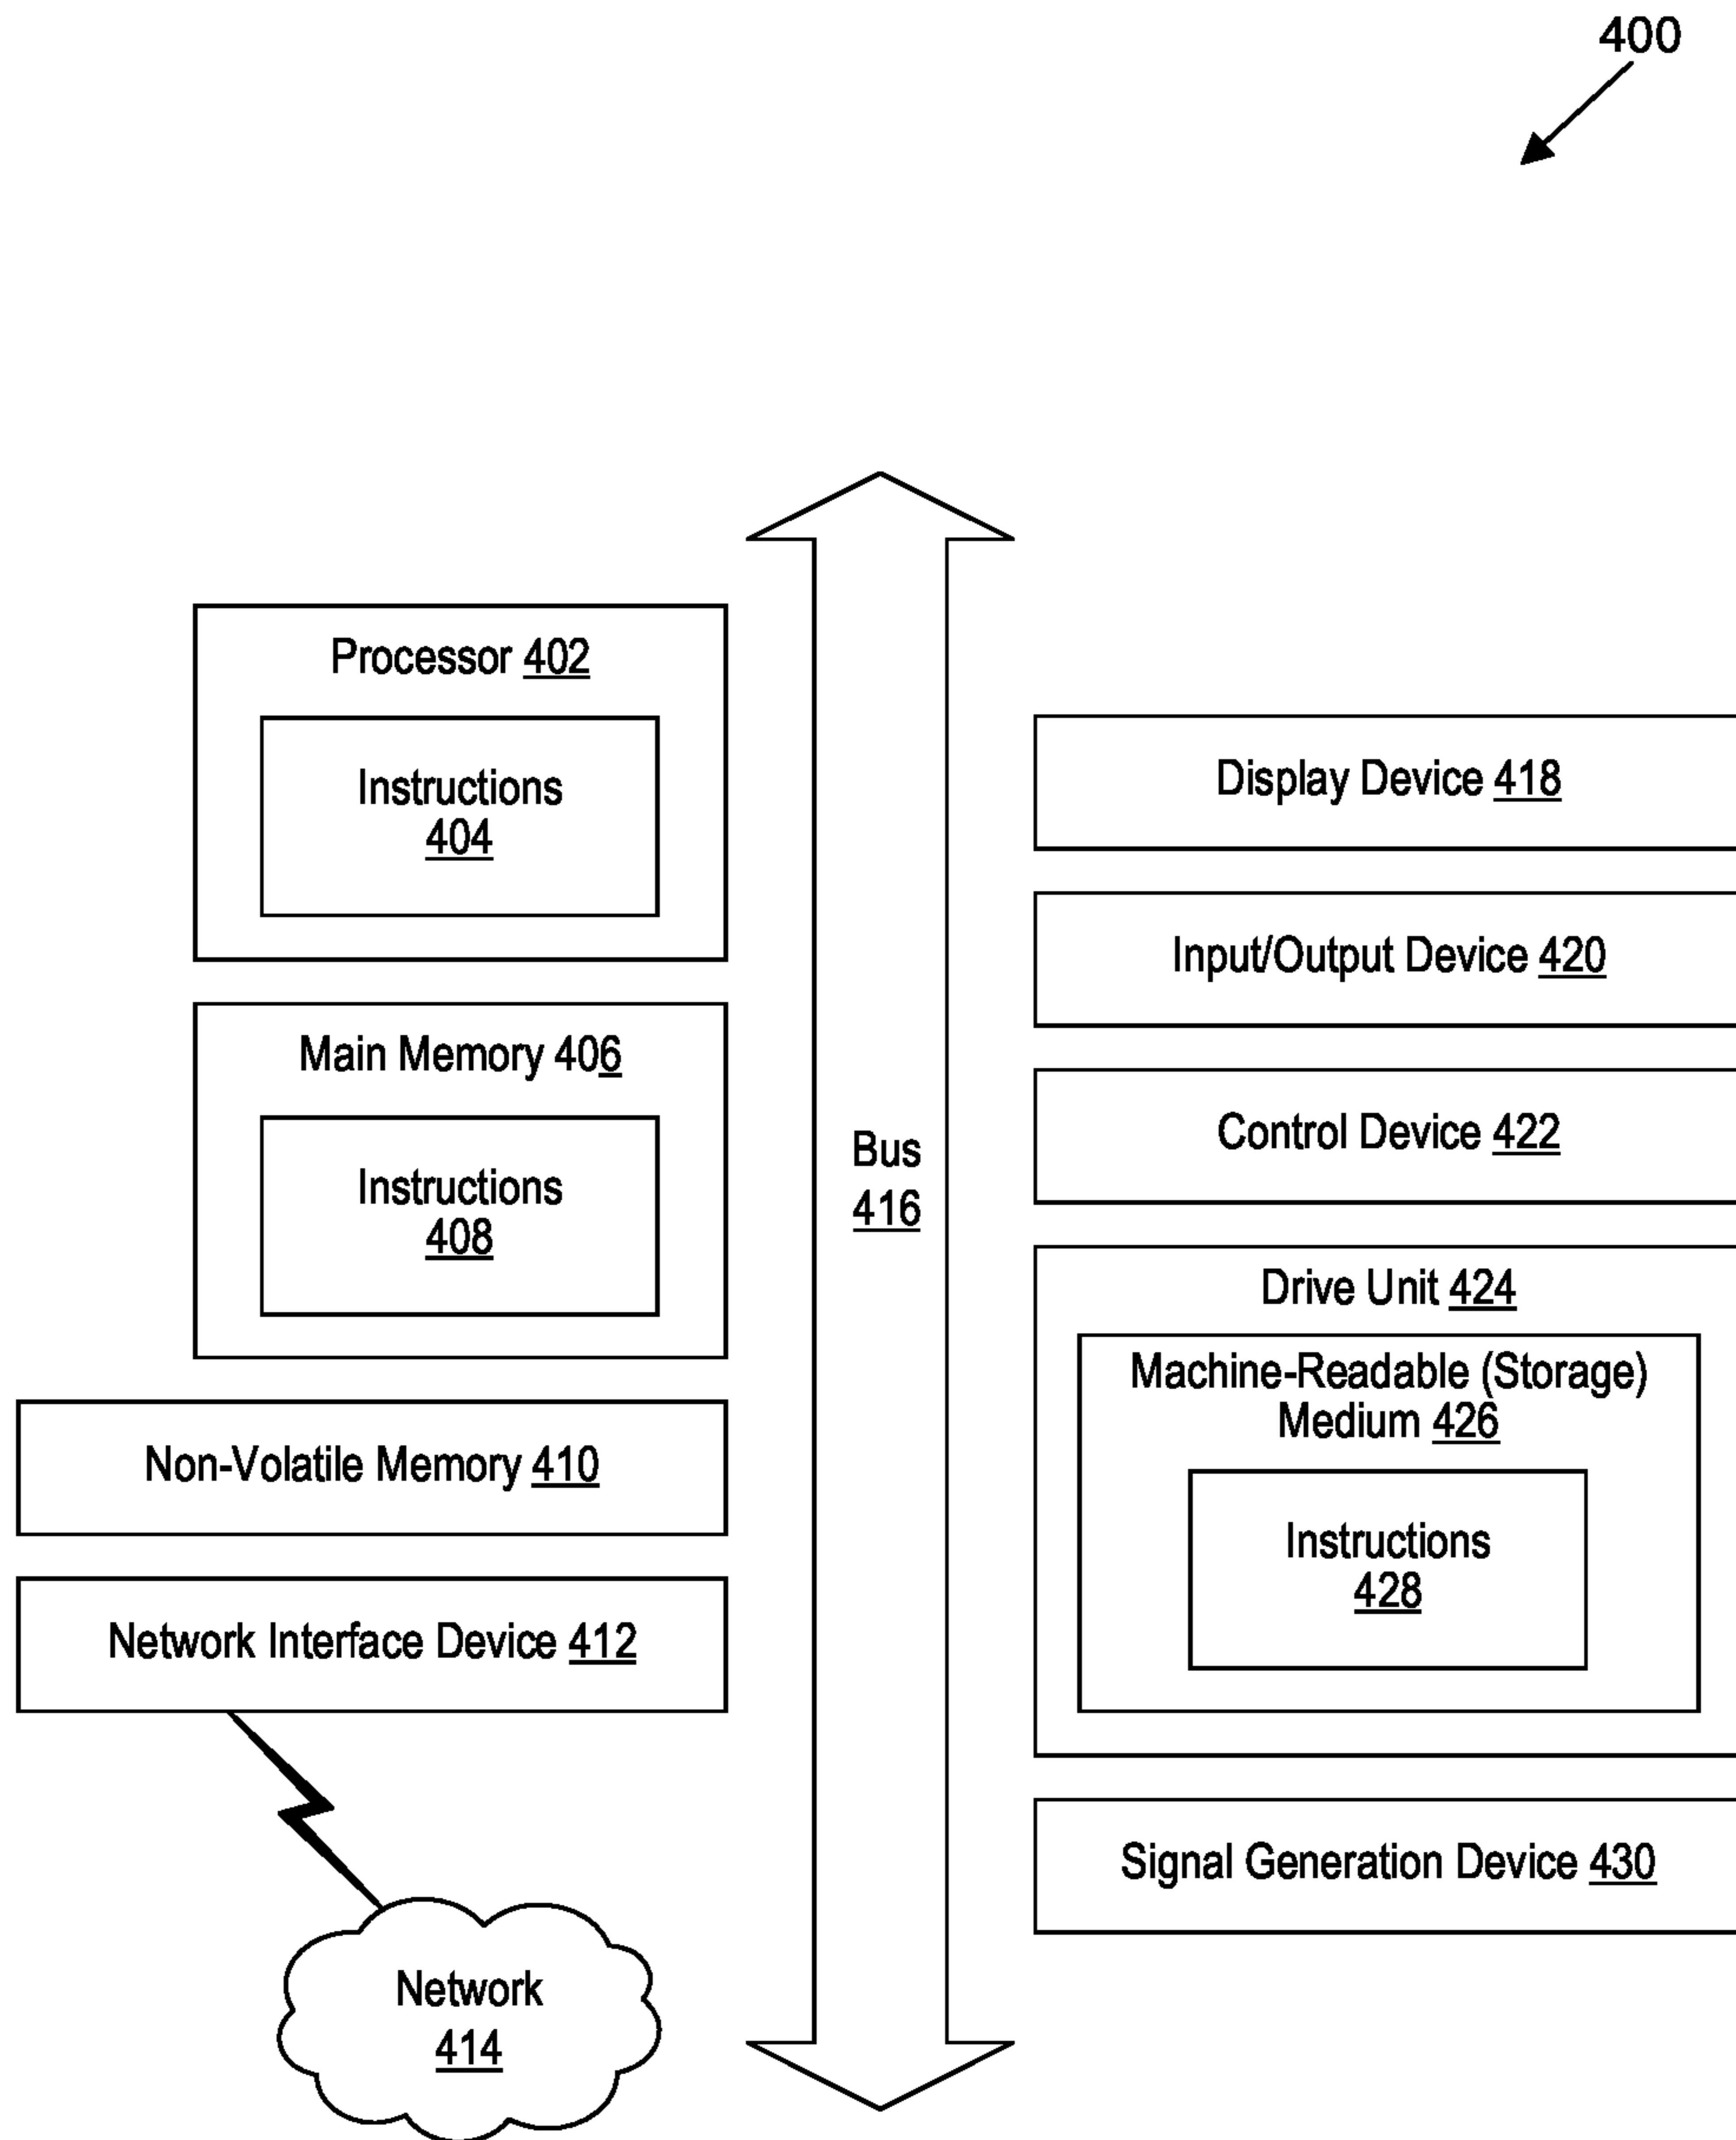 400
Processor 402
Instructions
404
Main Memory 406
Instructions
408
Non-Volatile Memory 410
Network Interface Device 412
Network
414
Bus
416
Display Device 418
Input/Output Device 420
Control Device 422
Drive Unit 424
Machine-Readable (Storage)
Medium 426
Instructions
428
Signal Generation Device 430